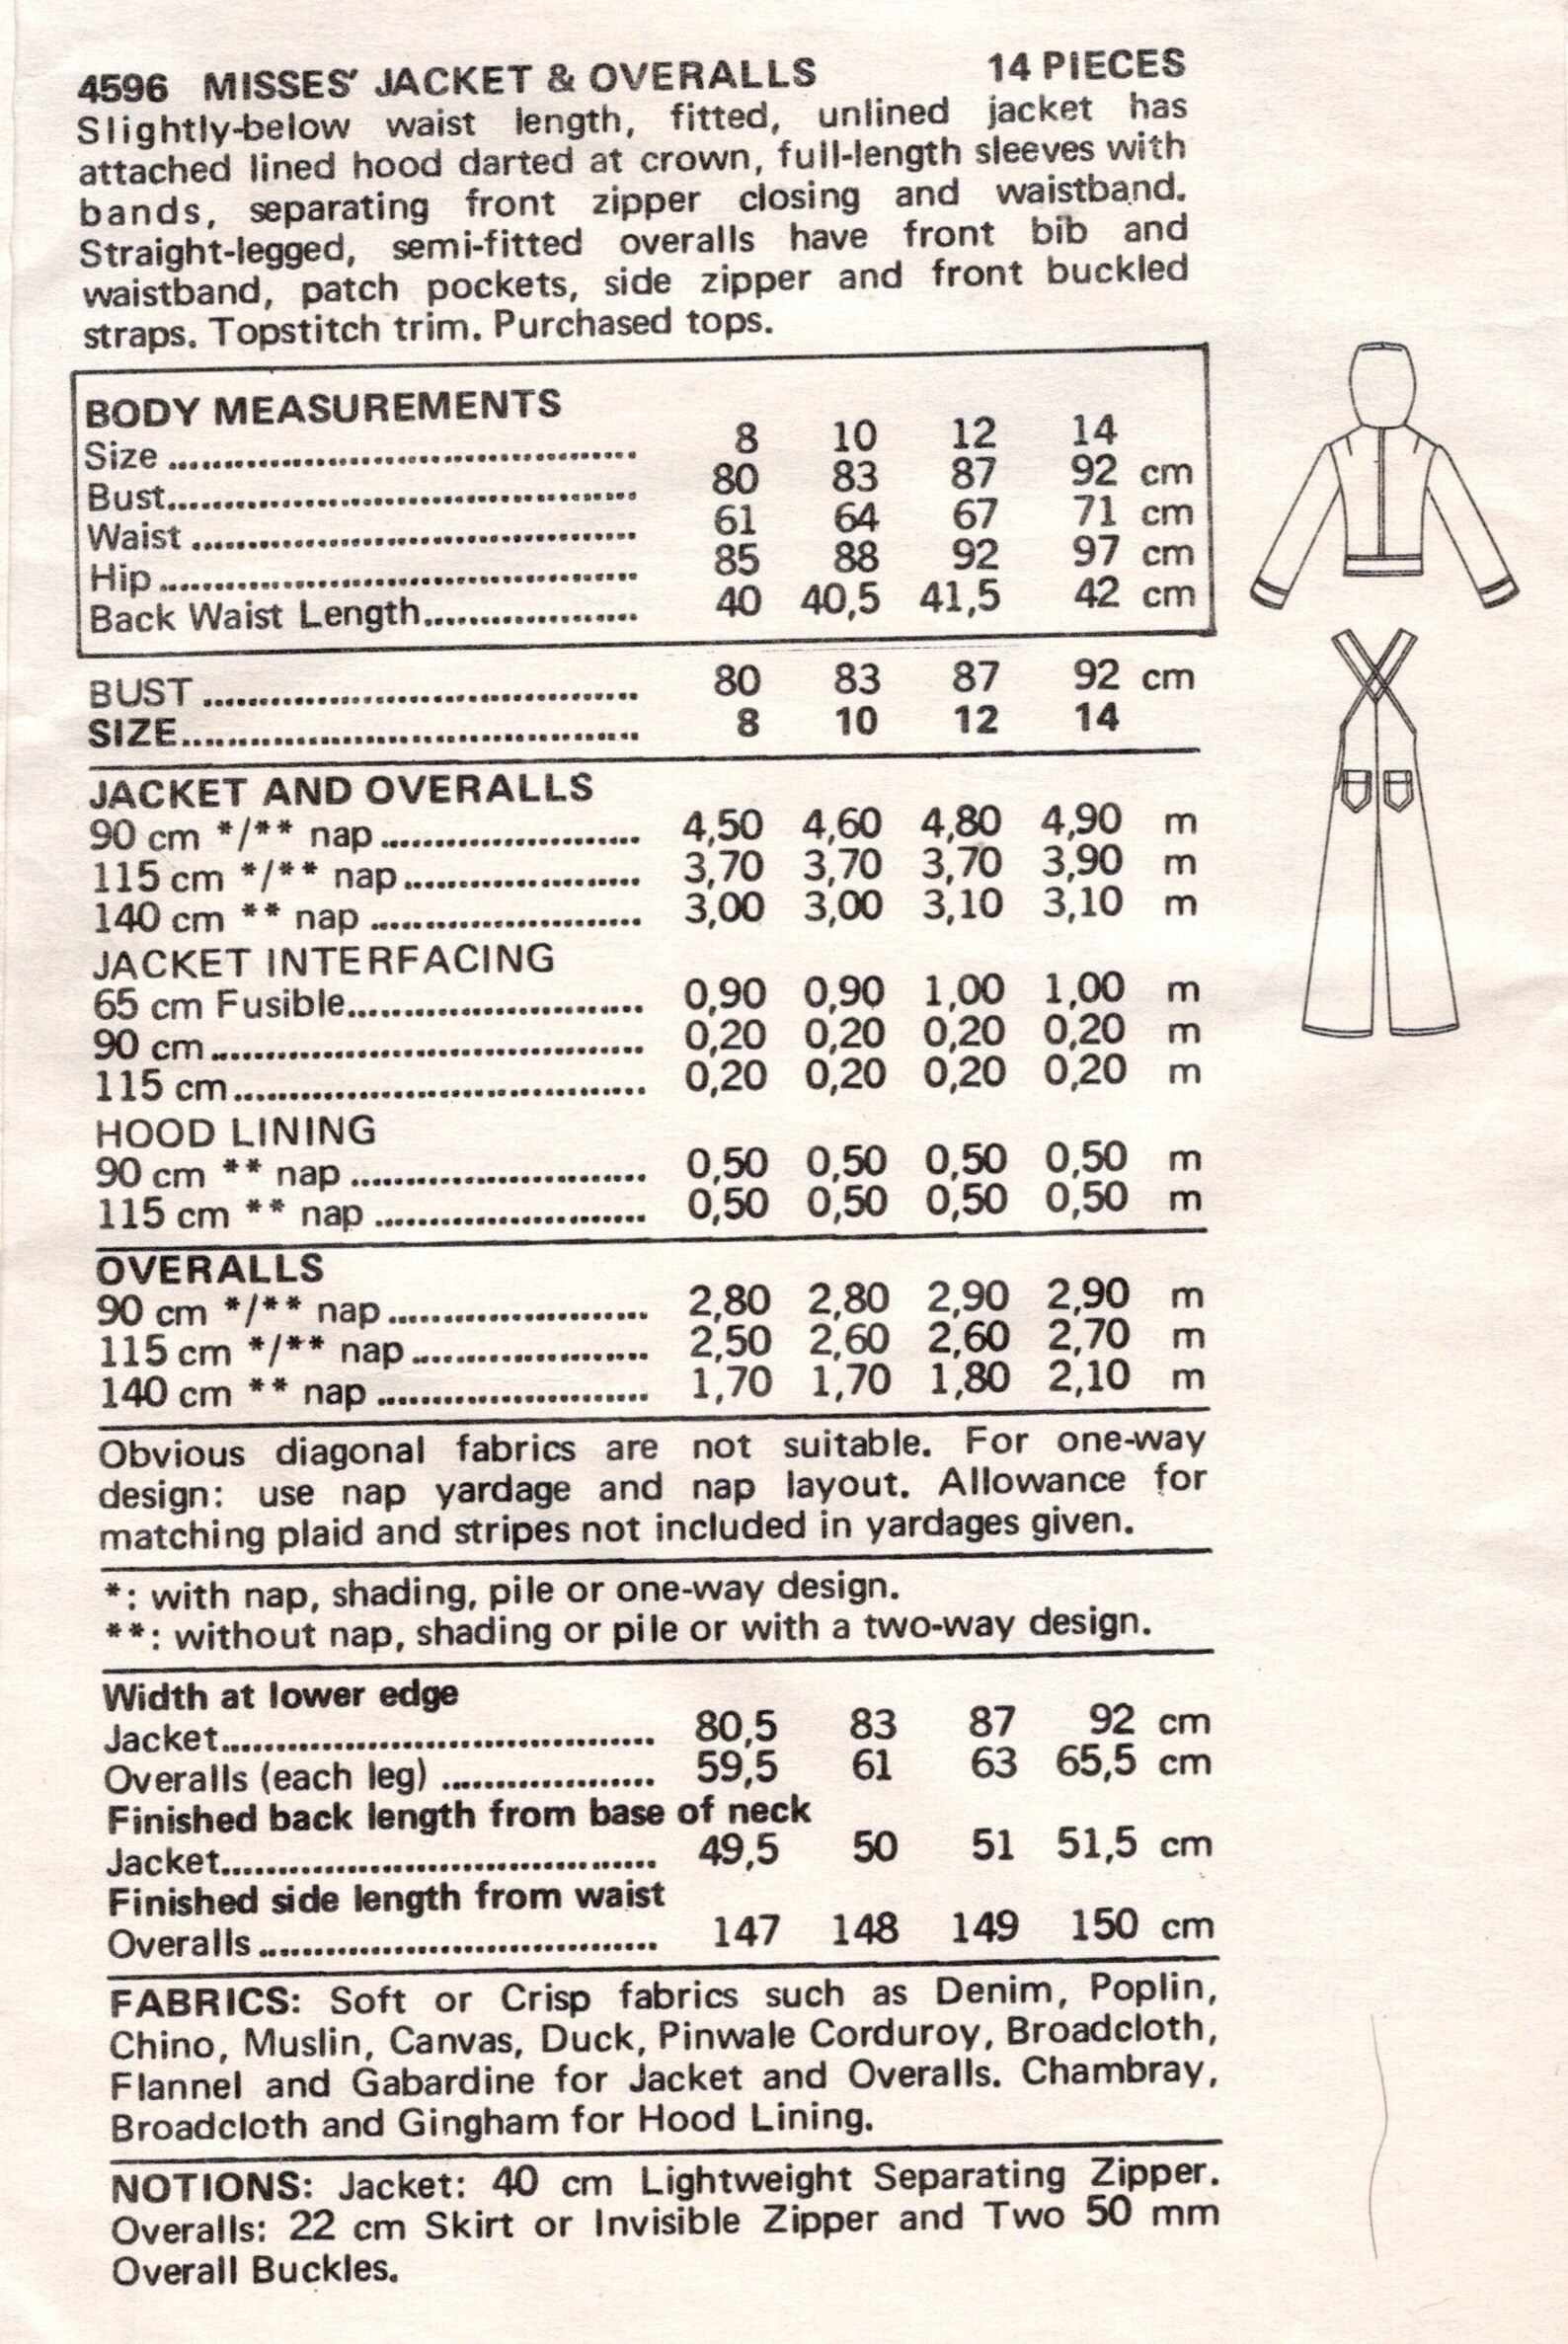 4596 MISSES' JACKET & OVERALLS 14 PIECES
Slightly-below waist length, fitted, unlined jacket has
attached lined hood darted at crown, full-length sleeves with
bands, separating front zipper closing and waistband.
Straight-legged, semi-fitted overalls have front bib and
waistband, patch pockets, side zipper and front buckled
straps. Topstitch trim. Purchased tops.
BODY MEASUREMENTS
Size ........................................ 8 10 12 14
Bust........................................ 80 83 87 92 cm
Waist ...................................... 61 64 67 71 cm
Hip ......................................... 85 88 92 97 cm
Back Waist Length................... 40 40,5 41,5 42 cm
BUST ...................................... 80 83 87 92 cm
SIZE........................................ 8 10 12 14
JACKET AND OVERALLS
90 cm */** nap ....................... 4,50 4,60 4,80 4,90 m
115 cm */** nap..................... 3,70 3,70 3,70 3,90 m
140 cm ** nap ........................ 3,00 3,00 3,10 3,10 m
JACKET INTERFACING
65 cm Fusible.......................... 0,90 0,90 1,00 1,00 m
90 cm...................................... 0,20 0,20 0,20 0,20 m
115 cm.................................... 0,20 0,20 0,20 0,20 m
HOOD LINING
90 cm ** nap .......................... 0,50 0,50 0,50 0,50 m
115 cm ** nap ........................ 0,50 0,50 0,50 0,50 m
OVERALLS
90 cm */** nap ....................... 2,80 2,80 2,90 2,90 m
115 cm */** nap ..................... 2,50 2,60 2,60 2,70 m
140 cm ** nap ........................ 1,70 1,70 1,80 2,10 m
Obvious diagonal fabrics are not suitable. For one-way
design: use nap yardage and nap layout. Allowance for
matching plaid and stripes not included in yardages given.
*: with nap, shading, pile or one-way design.
**: without nap, shading or pile or with a two-way design.
Width at lower edge
Jacket...................................... 80,5 83 87 92 cm
Overalls (each leg) ................... 59,5 61 63 65,5 cm
Finished back length from base of neck
Jacket...................................... 49,5 50 51 51,5 cm
Finished side length from waist
Overalls ................................... 147 148 149 150 cm
FABRICS: Soft or Crisp fabrics such as Denim, Poplin,
Chino, Muslin, Canvas, Duck, Pinwale Corduroy, Broadcloth,
Flannel and Gabardine for Jacket and Overalls. Chambray,
Broadcloth and Gingham for Hood Lining.
NOTIONS: Jacket: 40 cm Lightweight Separating Zipper.
Overalls: 22 cm Skirt or Invisible Zipper and Two 50 mm
Overall Buckles.